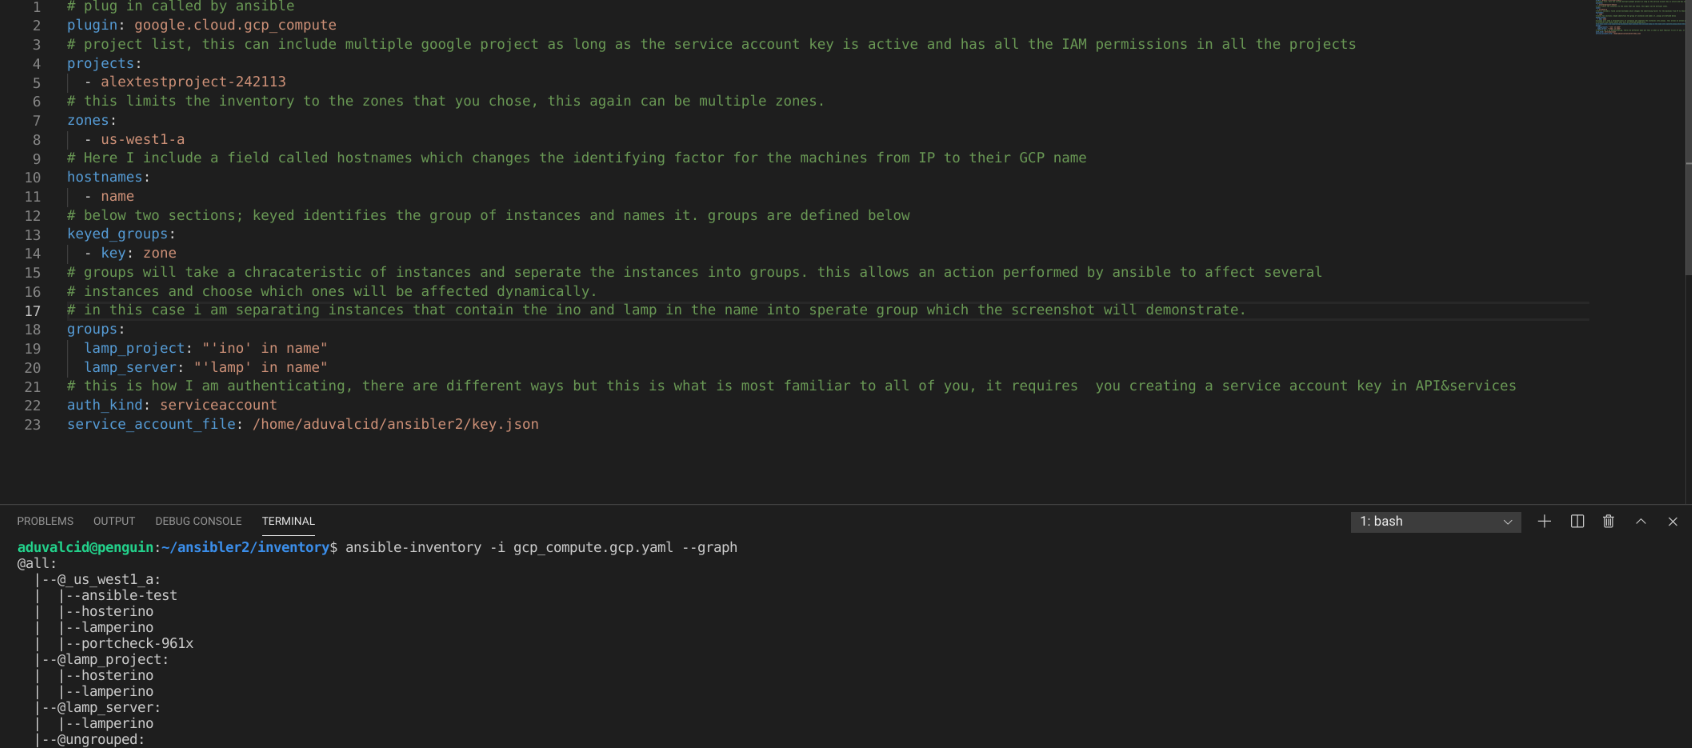 1 # plug in called by ansible
2 plugin: google.cloud.gcp_compute
3 # project list, this can include multiple google project as long as the service account key is active and has all the IAM permissions in all the projects
4 projects:
5 - alextestproject-242113
6 # this limits the inventory to the zones that you chose, this again can be multiple zones.
7 zones:
8 - us-west1-a
9 # Here I include a field called hostnames which changes the identifying factor for the machines from IP to their GCP name
10 hostnames:
11 - name
12 # below two sections; keyed identifies the group of instances and names it. groups are defined below
13 keyed_groups:
14 - key: zone
15 # groups will take a chracateristic of instances and seperate the instances into groups. this allows an action performed by ansible to affect several
16 # instances and choose which ones will be affected dynamically.
17 # in this case i am separating instances that contain the ino and lamp in the name into sperate group which the screenshot will demonstrate.
18 groups:
19 lamp_project: "'ino' in name"
20 lamp_server: "'lamp' in name"
21 # this is how I am authenticating, there are different ways but this is what is most familiar to all of you, it requires  you creating a service account key in API&services
22 auth_kind: serviceaccount
23 service_account_file: /home/aduvalcid/ansibler2/key.json
PROBLEMS OUTPUT DEBUG CONSOLE TERMINAL 1: bash
aduvalcid@penguin:~/ansibler2/inventory$ ansible-inventory -i gcp_compute.gcp.yaml --graph
@all:
|--@_us_west1_a:
| |--ansible-test
| |--hosterino
| |--lamperino
| |--portcheck-961x
|--@lamp_project:
| |--hosterino
| |--lamperino
|--@lamp_server:
| |--lamperino
|--@ungrouped: